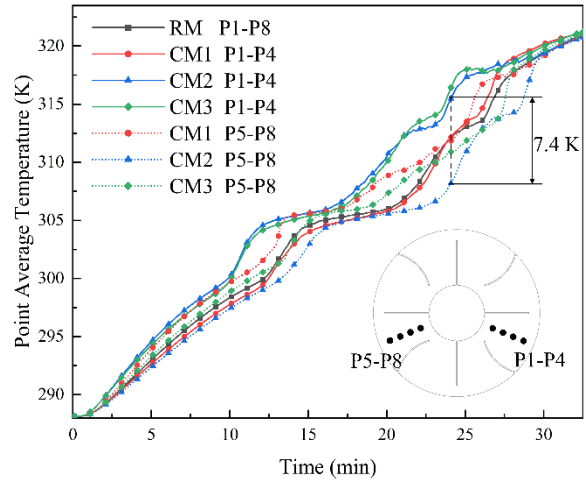 RM P1-P8
CM1 P1-P4
CM2 P1-P4
CM3 P1-P4
CM1 P5-P8
CM2 P5-P8
CM3 P5-P8
7.4 K
P5-P8
P1-P4
Point Average Temperature (K)
320
315
310
305
300
295
290
0 5 10 15 20 25 30
Time (min)